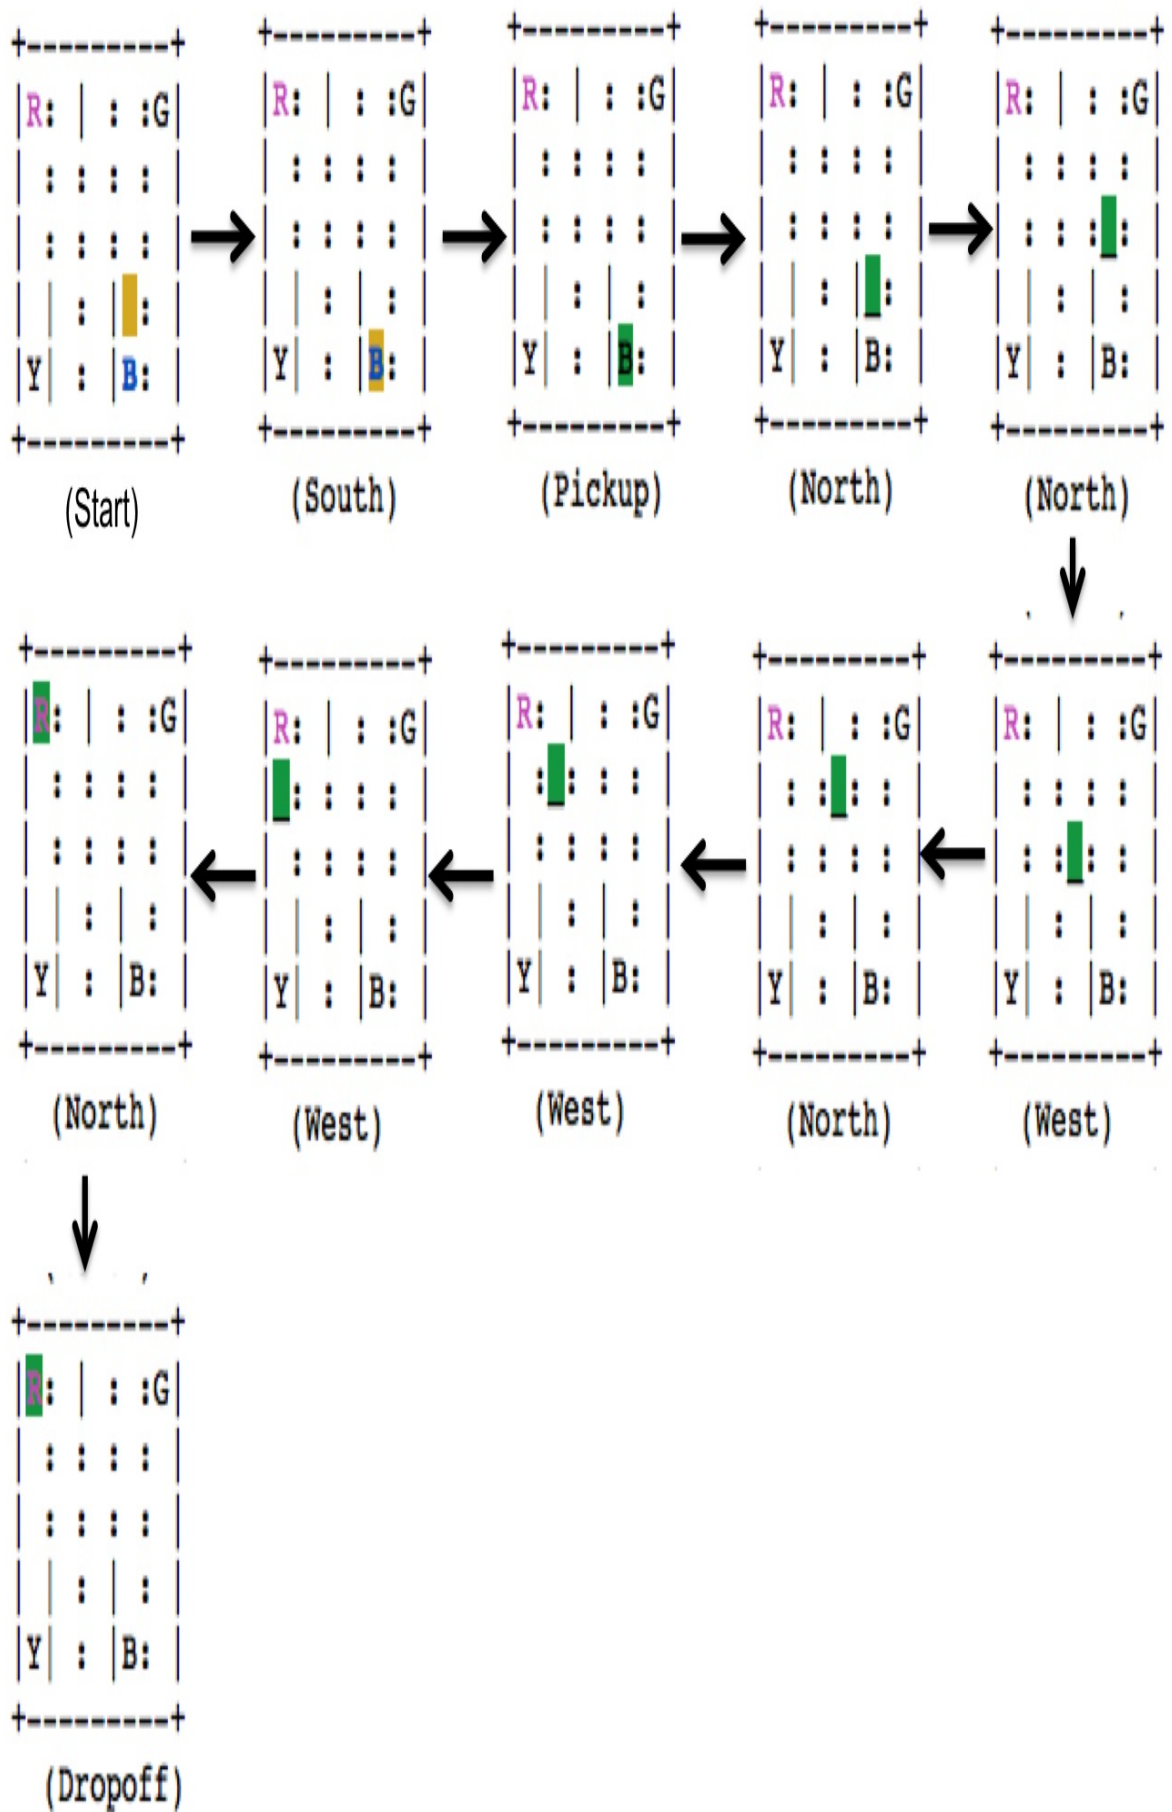 +---------+ +---------+ +---------+ +---------+ +---------+
|R: | : :G| |R: | : :G| |R: | : :G| |R: | : :G| |R: | : :G|
| : : : : | | : : : : | | : : : : | | : : : : | | : : : : |
| : : : : | | : : : : | | : : : : | | : : : : | | : : :_: |
| | : | : | | | : | : | | | : | : | | | : |_: | | | : | : |
|Y| : |B: | |Y| : |B: | |Y| : |B: | |Y| : |B: | |Y| : |B: |
+---------+ +---------+ +---------+ +---------+ +---------+
(Start) (South) (Pickup) (North) (North)
+---------+ +---------+ +---------+ +---------+ +---------+
|R: | : :G| |R: | : :G| |R: | : :G| |R: | : :G| |R: | : :G|
| : : : : | |_: : : : | | :_: : : | | : :_: : | | : : : : |
| : : : : | | : : : : | | : : : : | | : : : : | | : :_: : |
| | : | : | | | : | : | | | : | : | | | : | : | | | : | : |
|Y| : |B: | |Y| : |B: | |Y| : |B: | |Y| : |B: | |Y| : |B: |
+---------+ +---------+ +---------+ +---------+ +---------+
(North) (West) (West) (North) (West)
+---------+
|R: | : :G|
| : : : : |
| : : : : |
| | : | : |
|Y| : |B: |
+---------+
(Dropoff)